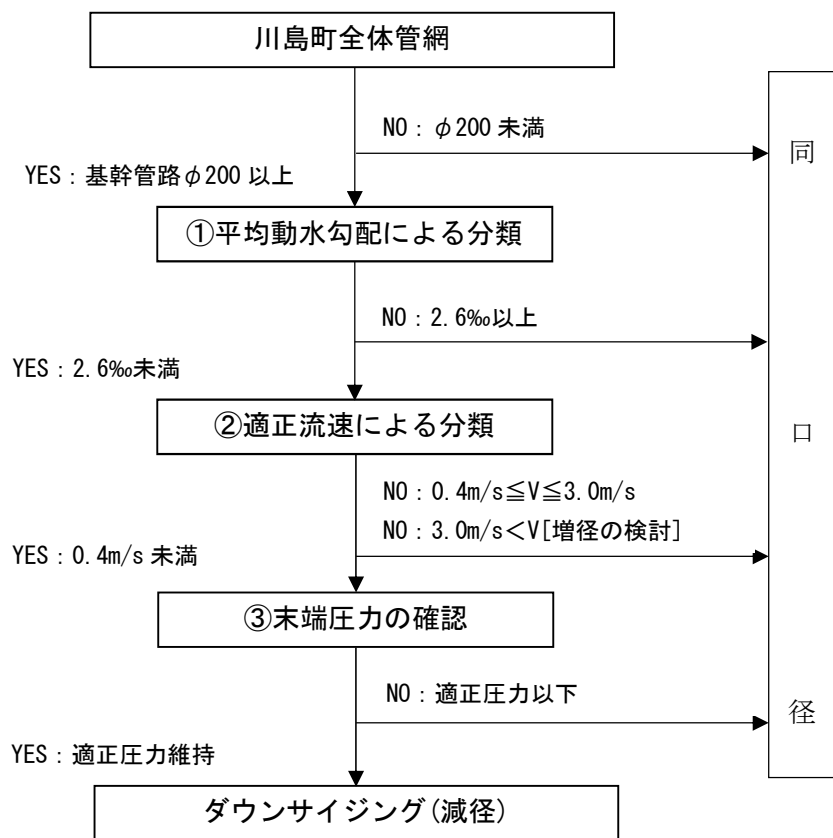 川島町全体管網
NO：φ200 未満
YES：基幹管路φ200 以上
①平均動水勾配による分類
NO：2.6‰以上
YES：2.6‰未満
②適正流速による分類
NO：0.4m/s≦V≦3.0m/s
NO：3.0m/s＜V[増径の検討]
YES：0.4m/s 未満
③末端圧力の確認
NO：適正圧力以下
YES：適正圧力維持
ダウンサイジング(減径)
同
口
径